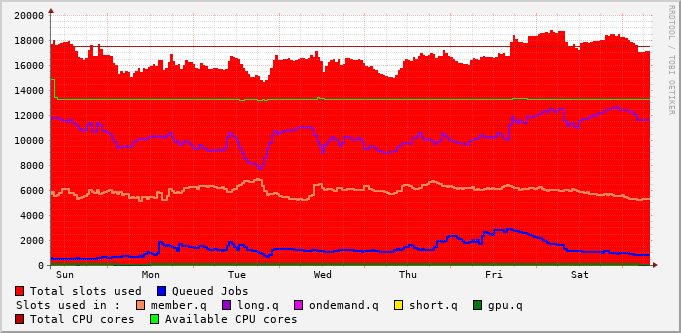 20000
18000
16000
14000
12000
10000
8000
6000
4000
2000
0
Sun Mon Tue Wed Thu Fri Sat
RRDTOOL / TOBI OETIKER
Total slots used Queued Jobs
Slots used in : member.q long.q ondemand.q short.q gpu.q
Total CPU cores Available CPU cores